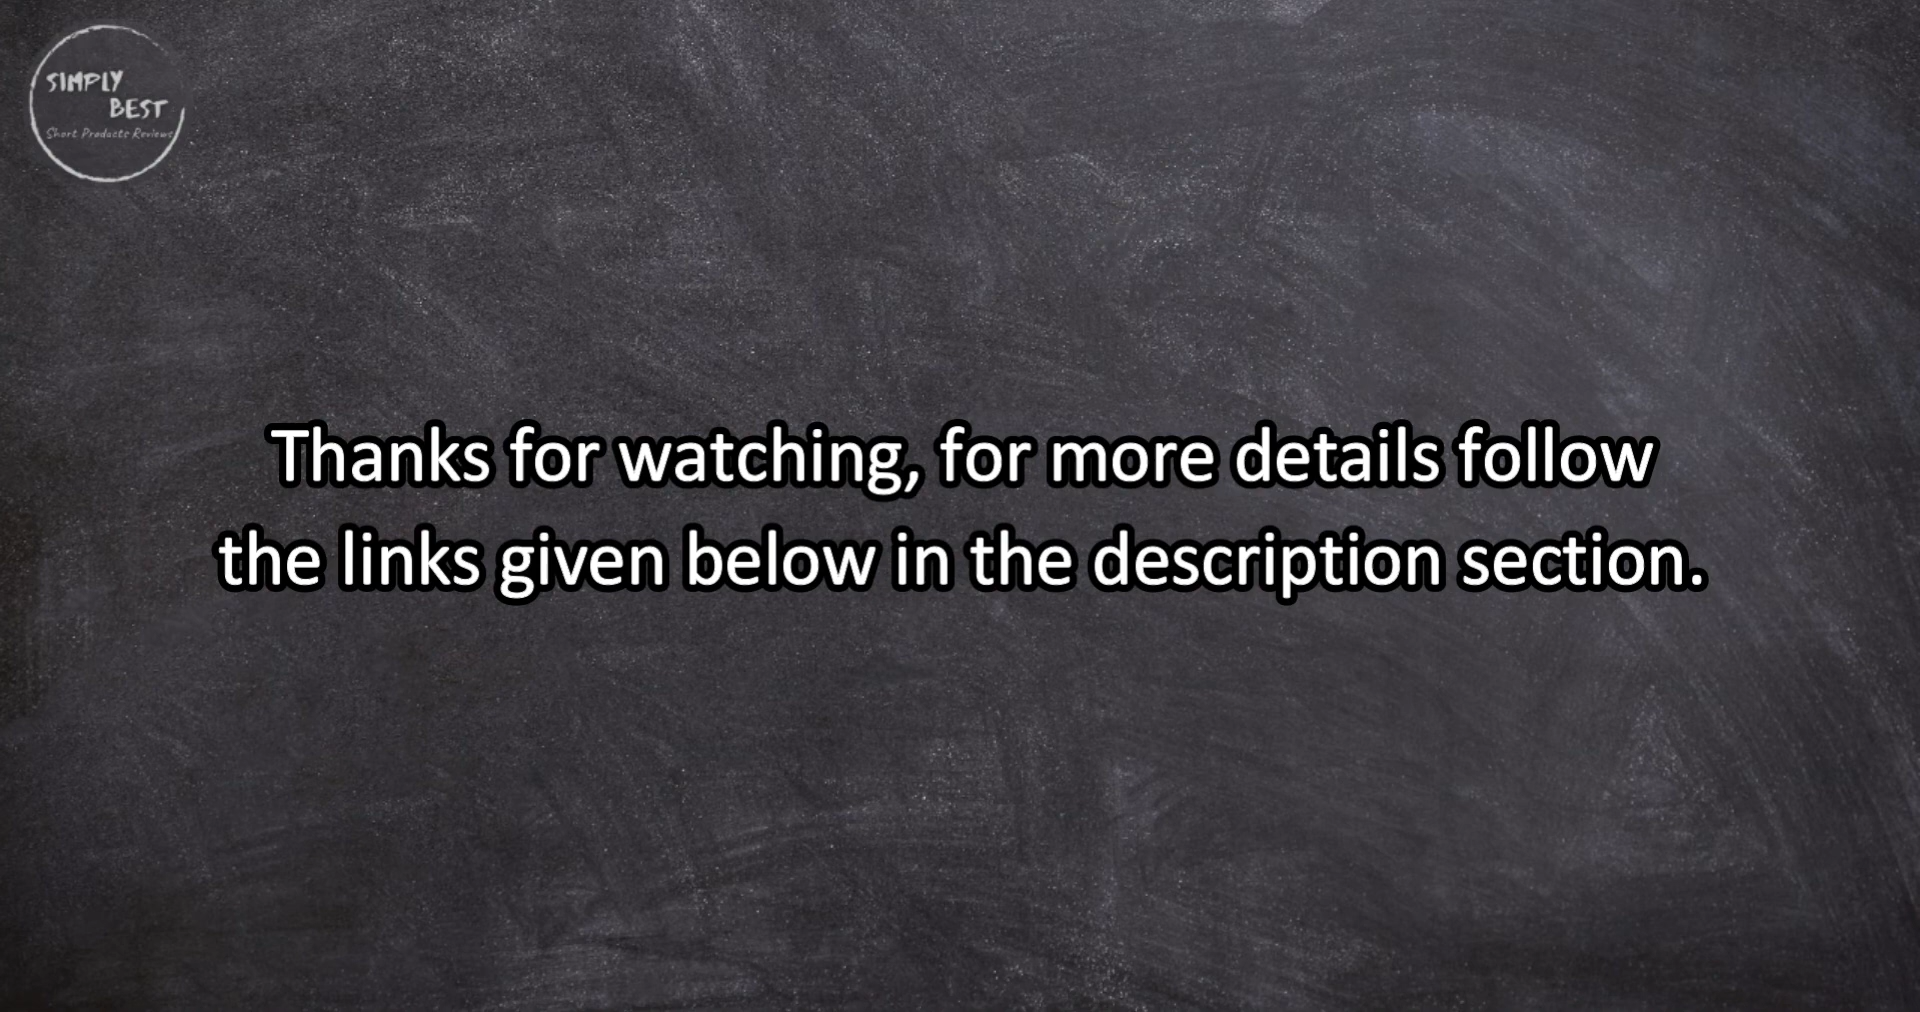 SIMPLY
BEST
Short Products Reviews
Thanks for watching, for more details follow
the links given below in the description section.